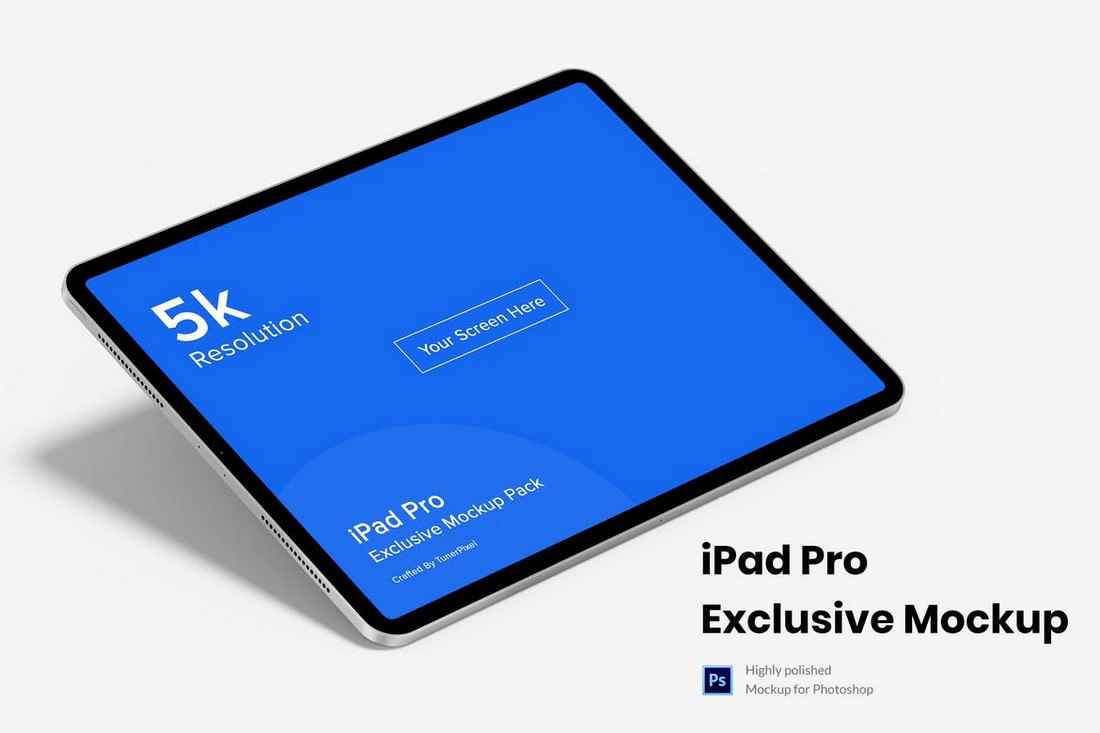 5k
Resolution
Your Screen Here
iPad Pro
Exclusive Mockup Pack
Crafted By TunerPixel
iPad Pro
Exclusive Mockup
Ps
Highly polished
Mockup for Photoshop